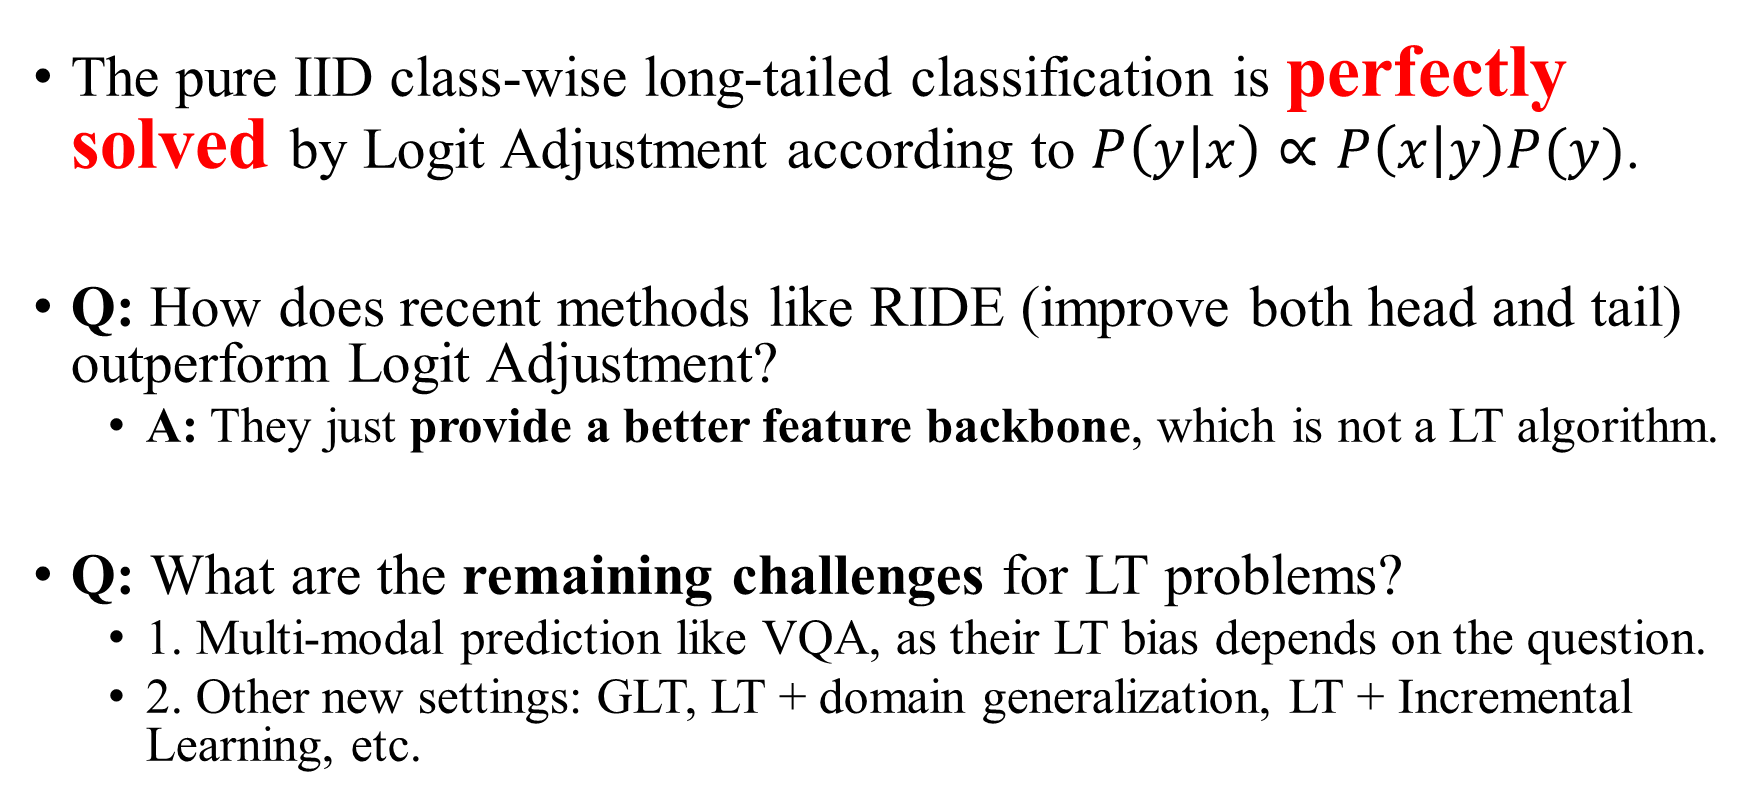 • The pure IID class-wise long-tailed classification is perfectly
solved by Logit Adjustment according to P(y|x) ∝ P(x|y)P(y).
• Q: How does recent methods like RIDE (improve both head and tail)
outperform Logit Adjustment?
• A: They just provide a better feature backbone, which is not a LT algorithm.
• Q: What are the remaining challenges for LT problems?
• 1. Multi-modal prediction like VQA, as their LT bias depends on the question.
• 2. Other new settings: GLT, LT + domain generalization, LT + Incremental
Learning, etc.